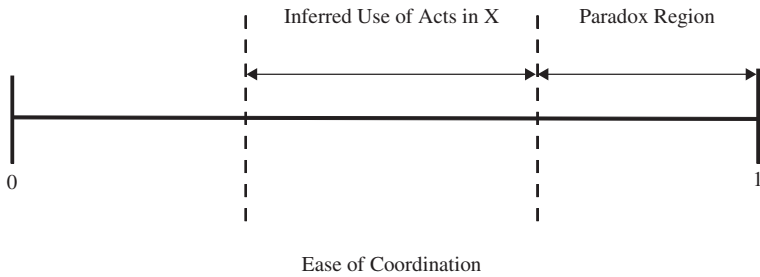 Inferred Use of Acts in X
Paradox Region
0
1
Ease of Coordination